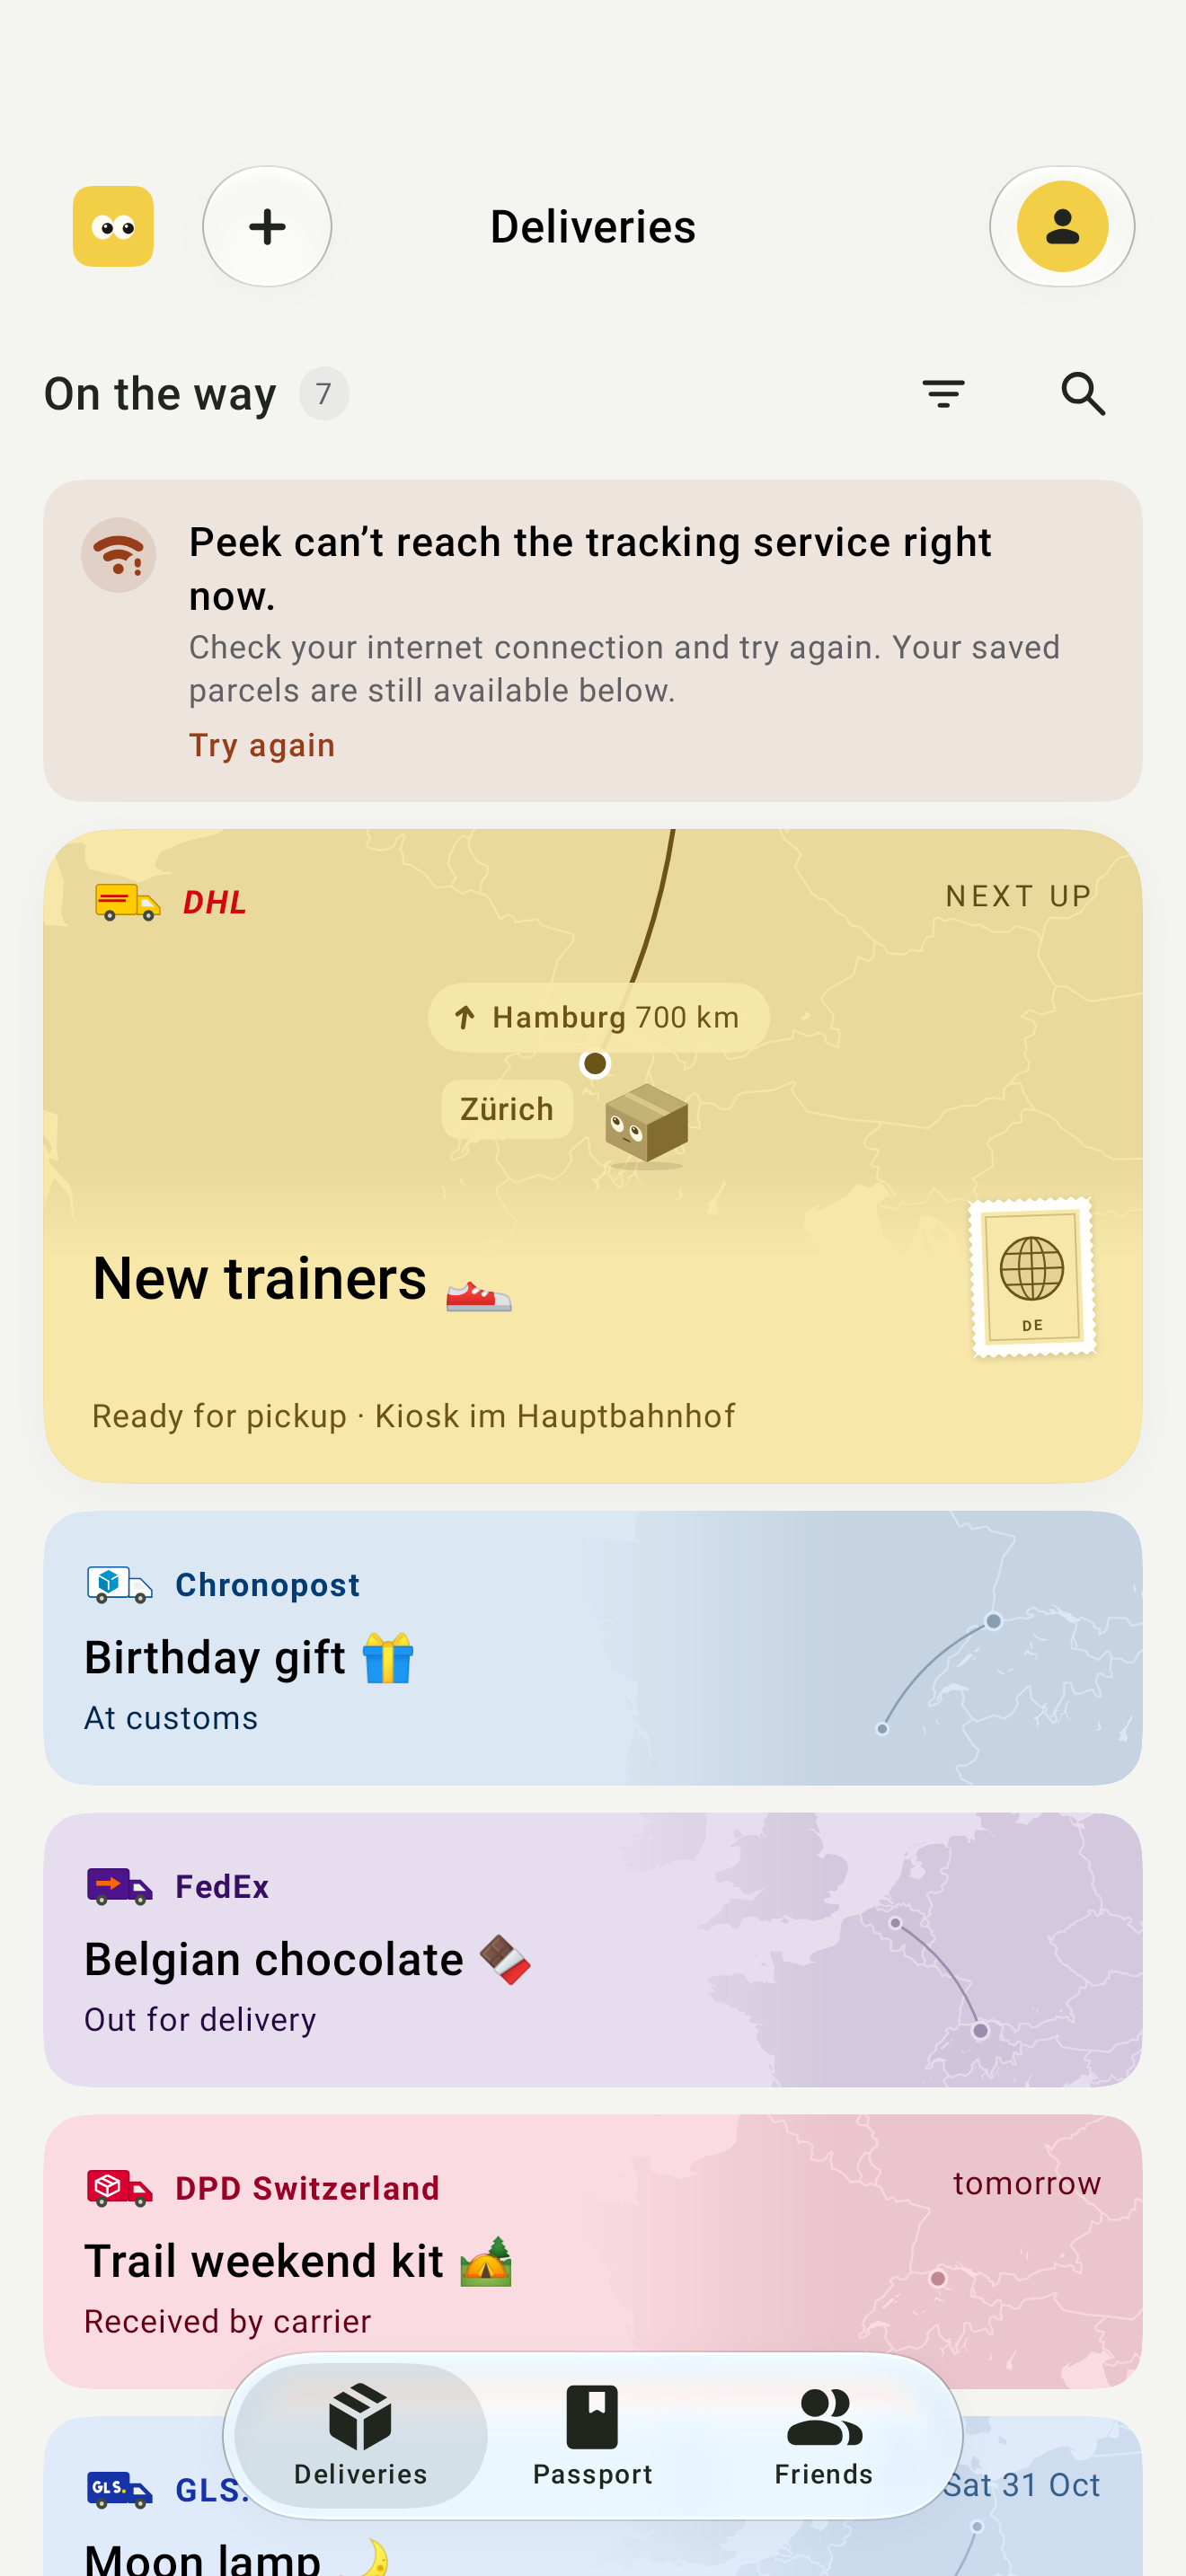 Deliveries
On the way 7
Peek can’t reach the tracking service right
now.
Check your internet connection and try again. Your saved
parcels are still available below.
Try again
DHL
NEXT UP
Hamburg 700 km
Zürich
New trainers
DE
Ready for pickup · Kiosk im Hauptbahnhof
Chronopost
Birthday gift
At customs
FedEx
Belgian chocolate
Out for delivery
DPD Switzerland
tomorrow
Trail weekend kit
Received by carrier
GLS.
GLS.
Sat 31 Oct
Moon lamp
Deliveries
Passport
Friends